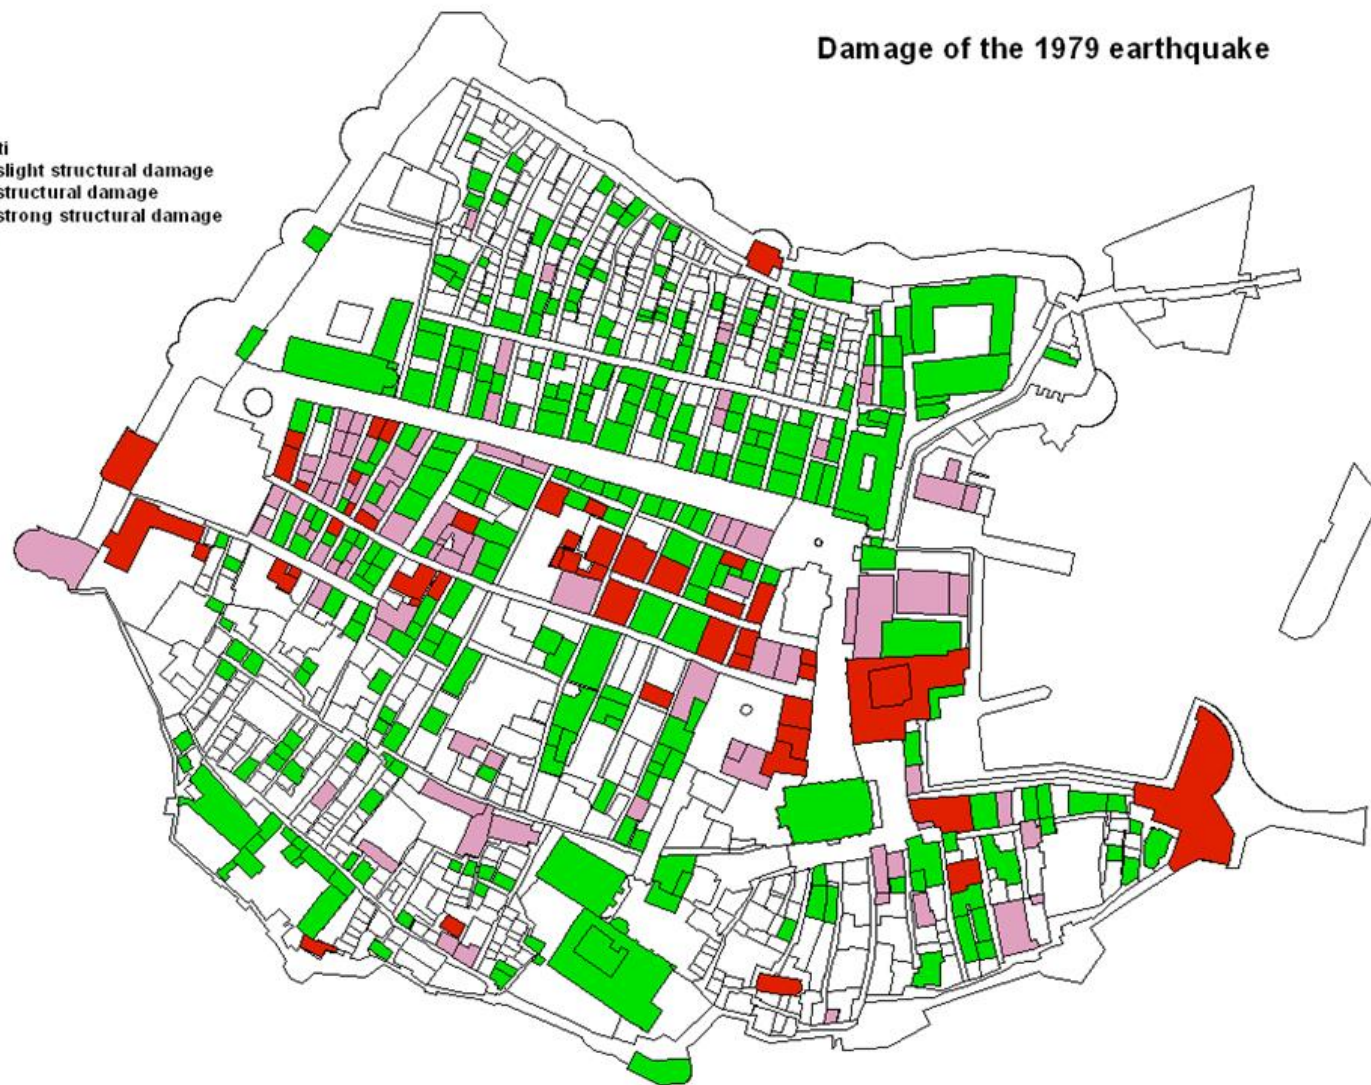 Damage of the 1979 earthquake
ti
slight structural damage
structural damage
strong structural damage